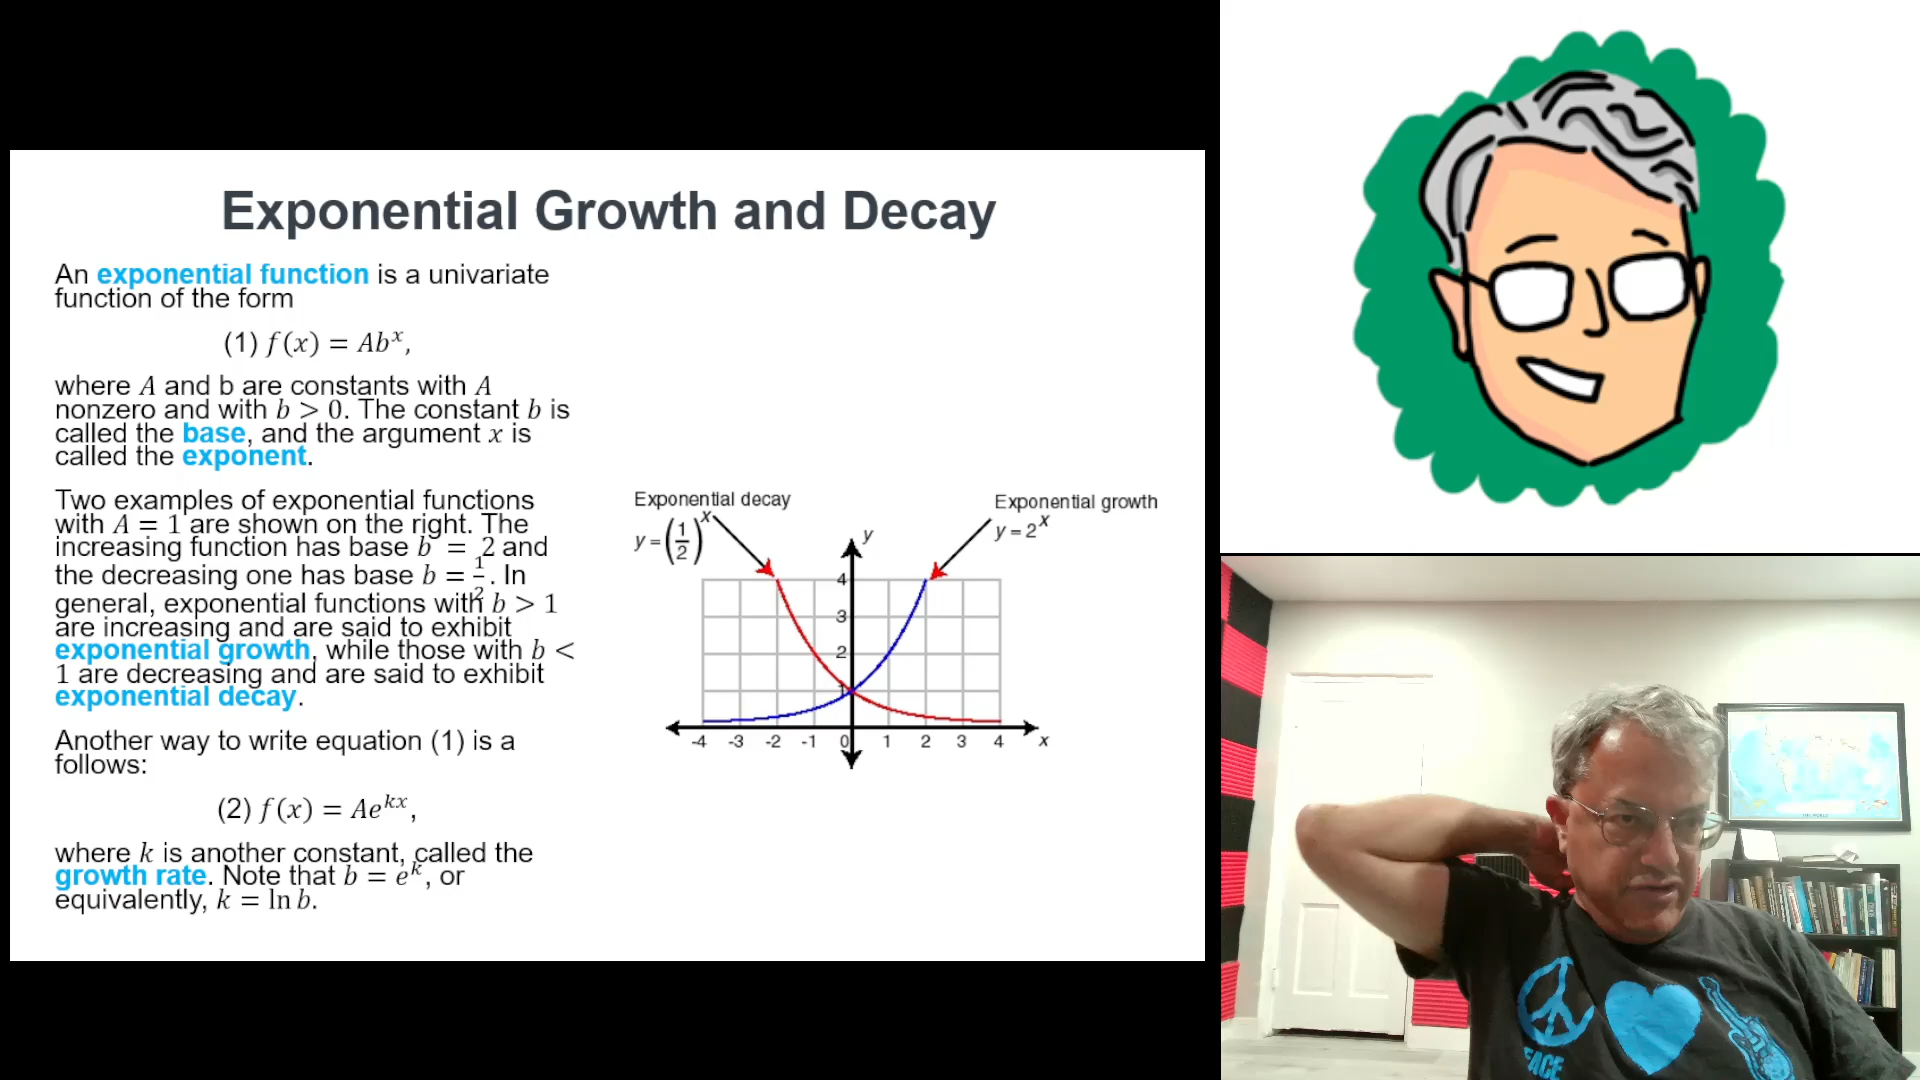 Exponential Growth and Decay
An exponential function is a univariate
function of the form
(1) f(x) = Ab^x,
where A and b are constants with A
nonzero and with b > 0. The constant b is
called the base, and the argument x is
called the exponent.
Two examples of exponential functions
with A = 1 are shown on the right. The
increasing function has base b = 2 and
the decreasing one has base b = 1/2. In
general, exponential functions with b > 1
are increasing and are said to exhibit
exponential growth, while those with b <
1 are decreasing and are said to exhibit
exponential decay.
Another way to write equation (1) is a
follows:
(2) f(x) = Ae^kx,
where k is another constant, called the
growth rate. Note that b = e^k, or
equivalently, k = ln b.
Exponential decay
y = (1/2)^x
Exponential growth
y = 2^x
y
4
3
2
1
-4 -3 -2 -1 0 1 2 3 4 x
THE WORLD
PEACE